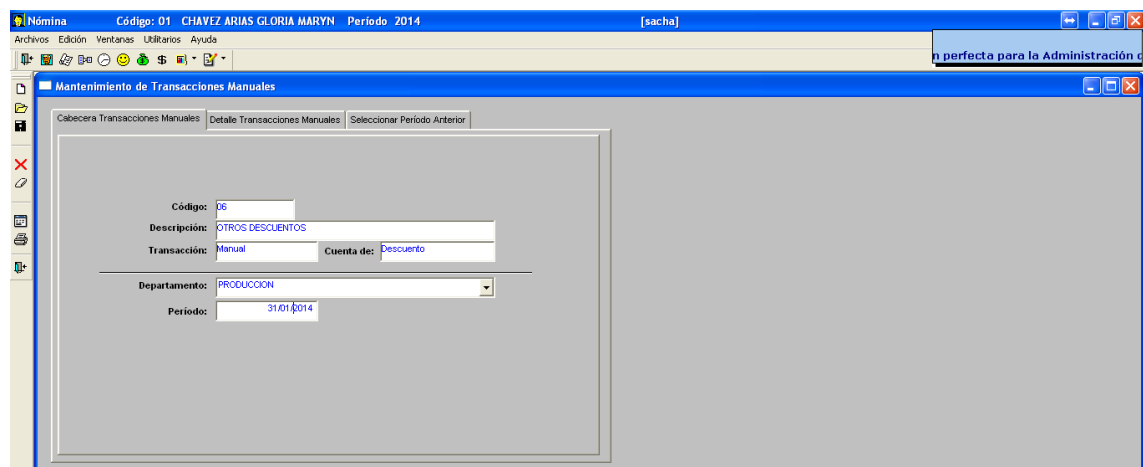 Nómina Código: 01 CHAVEZ ARIAS GLORIA MARYN Período 2014 [sacha]
Archivos Edición Ventanas Utilitarios Ayuda
n perfecta para la Administración d
Mantenimiento de Transacciones Manuales
Cabecera Transacciones Manuales Detalle Transacciones Manuales Seleccionar Período Anterior
Código: 06
Descripción: OTROS DESCUENTOS
Transacción: Manual Cuenta de: Descuento
Departamento: PRODUCCION
Período: 31/01/2014